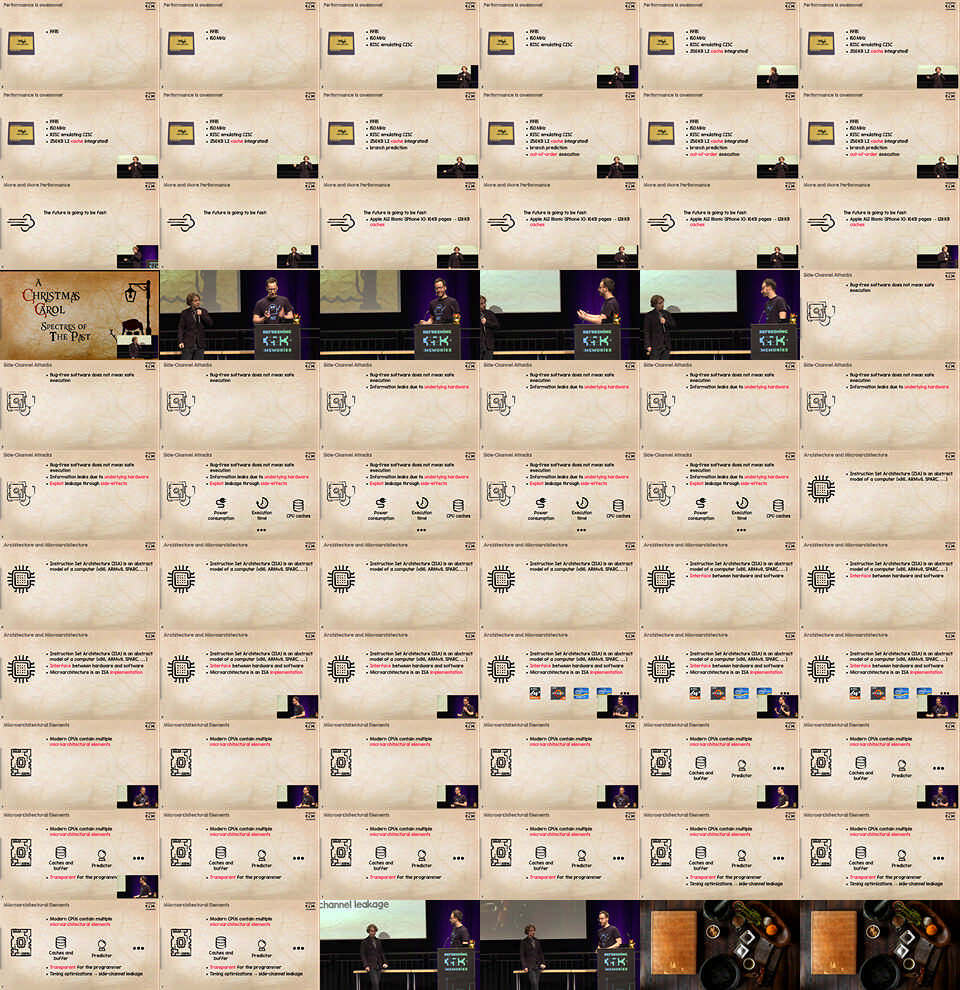 Performance is awesome!
1995
Performance is awesome!
1995
150 MHz
Performance is awesome!
1995
150 MHz
RISC emulating CISC
Performance is awesome!
1995
150 MHz
RISC emulating CISC
Performance is awesome!
1995
150 MHz
RISC emulating CISC
256KB L2 cache integrated!
Performance is awesome!
1995
150 MHz
RISC emulating CISC
256KB L2 cache integrated!
Performance is awesome!
1995
150 MHz
RISC emulating CISC
256KB L2 cache integrated!
Performance is awesome!
1995
150 MHz
RISC emulating CISC
256KB L2 cache integrated!
Performance is awesome!
1995
150 MHz
RISC emulating CISC
256KB L2 cache integrated!
branch prediction
Performance is awesome!
1995
150 MHz
RISC emulating CISC
256KB L2 cache integrated!
branch prediction
out-of-order execution
Performance is awesome!
1995
150 MHz
RISC emulating CISC
256KB L2 cache integrated!
branch prediction
out-of-order execution
Performance is awesome!
1995
150 MHz
RISC emulating CISC
256KB L2 cache integrated!
branch prediction
out-of-order execution
More and More Performance
The future is going to be fast!
More and More Performance
The future is going to be fast!
More and More Performance
The future is going to be fast!
Apple A12 Bionic (iPhone X): 16KB pages → 128KB
caches
More and More Performance
The future is going to be fast!
Apple A12 Bionic (iPhone X): 16KB pages → 128KB
caches
More and More Performance
The future is going to be fast!
Apple A12 Bionic (iPhone X): 16KB pages → 128KB
caches
More and More Performance
The future is going to be fast!
Apple A12 Bionic (iPhone X): 16KB pages → 128KB
caches
A
Christmas
Carol
Spectres of
The Past
REFRESHING
MEMORIES
REFRESHING
MEMORIES
REFRESHING
MEMORIES
REFRESHING
MEMORIES
Side-Channel Attacks
Bug-free software does not mean safe
execution
Side-Channel Attacks
Bug-free software does not mean safe
execution
Side-Channel Attacks
Bug-free software does not mean safe
execution
Side-Channel Attacks
Bug-free software does not mean safe
execution
Information leaks due to underlying hardware
Side-Channel Attacks
Bug-free software does not mean safe
execution
Information leaks due to underlying hardware
Side-Channel Attacks
Bug-free software does not mean safe
execution
Information leaks due to underlying hardware
Side-Channel Attacks
Bug-free software does not mean safe
execution
Information leaks due to underlying hardware
Side-Channel Attacks
Bug-free software does not mean safe
execution
Information leaks due to underlying hardware
Exploit leakage through side-effects
Side-Channel Attacks
Bug-free software does not mean safe
execution
Information leaks due to underlying hardware
Exploit leakage through side-effects
Power
consumption
Execution
time
CPU caches
Side-Channel Attacks
Bug-free software does not mean safe
execution
Information leaks due to underlying hardware
Exploit leakage through side-effects
Power
consumption
Execution
time
CPU caches
Side-Channel Attacks
Bug-free software does not mean safe
execution
Information leaks due to underlying hardware
Exploit leakage through side-effects
Power
consumption
Execution
time
CPU caches
Side-Channel Attacks
Bug-free software does not mean safe
execution
Information leaks due to underlying hardware
Exploit leakage through side-effects
Power
consumption
Execution
time
CPU caches
Architecture and Microarchitecture
Instruction Set Architecture (ISA) is an abstract
model of a computer (x86, ARMv8, SPARC, ...)
Architecture and Microarchitecture
Instruction Set Architecture (ISA) is an abstract
model of a computer (x86, ARMv8, SPARC, ...)
Architecture and Microarchitecture
Instruction Set Architecture (ISA) is an abstract
model of a computer (x86, ARMv8, SPARC, ...)
Architecture and Microarchitecture
Instruction Set Architecture (ISA) is an abstract
model of a computer (x86, ARMv8, SPARC, ...)
Architecture and Microarchitecture
Instruction Set Architecture (ISA) is an abstract
model of a computer (x86, ARMv8, SPARC, ...)
Architecture and Microarchitecture
Instruction Set Architecture (ISA) is an abstract
model of a computer (x86, ARMv8, SPARC, ...)
Interface between hardware and software
Architecture and Microarchitecture
Instruction Set Architecture (ISA) is an abstract
model of a computer (x86, ARMv8, SPARC, ...)
Interface between hardware and software
Architecture and Microarchitecture
Instruction Set Architecture (ISA) is an abstract
model of a computer (x86, ARMv8, SPARC, ...)
Interface between hardware and software
Microarchitecture is an ISA implementation
Architecture and Microarchitecture
Instruction Set Architecture (ISA) is an abstract
model of a computer (x86, ARMv8, SPARC, ...)
Interface between hardware and software
Microarchitecture is an ISA implementation
Architecture and Microarchitecture
Instruction Set Architecture (ISA) is an abstract
model of a computer (x86, ARMv8, SPARC, ...)
Interface between hardware and software
Microarchitecture is an ISA implementation
Architecture and Microarchitecture
Instruction Set Architecture (ISA) is an abstract
model of a computer (x86, ARMv8, SPARC, ...)
Interface between hardware and software
Microarchitecture is an ISA implementation
Architecture and Microarchitecture
Instruction Set Architecture (ISA) is an abstract
model of a computer (x86, ARMv8, SPARC, ...)
Interface between hardware and software
Microarchitecture is an ISA implementation
Architecture and Microarchitecture
Instruction Set Architecture (ISA) is an abstract
model of a computer (x86, ARMv8, SPARC, ...)
Interface between hardware and software
Microarchitecture is an ISA implementation
Microarchitectural Elements
Modern CPUs contain multiple
microarchitectural elements
Microarchitectural Elements
Modern CPUs contain multiple
microarchitectural elements
Microarchitectural Elements
Modern CPUs contain multiple
microarchitectural elements
Microarchitectural Elements
Modern CPUs contain multiple
microarchitectural elements
Microarchitectural Elements
Modern CPUs contain multiple
microarchitectural elements
Caches and
buffer
Predictor
Microarchitectural Elements
Modern CPUs contain multiple
microarchitectural elements
Caches and
buffer
Predictor
Microarchitectural Elements
Modern CPUs contain multiple
microarchitectural elements
Caches and
buffer
Predictor
Transparent for the programmer
Microarchitectural Elements
Modern CPUs contain multiple
microarchitectural elements
Caches and
buffer
Predictor
Transparent for the programmer
Microarchitectural Elements
Modern CPUs contain multiple
microarchitectural elements
Caches and
buffer
Predictor
Transparent for the programmer
Microarchitectural Elements
Modern CPUs contain multiple
microarchitectural elements
Caches and
buffer
Predictor
Transparent for the programmer
Microarchitectural Elements
Modern CPUs contain multiple
microarchitectural elements
Caches and
buffer
Predictor
Transparent for the programmer
Timing optimizations → side-channel leakage
Microarchitectural Elements
Modern CPUs contain multiple
microarchitectural elements
Caches and
buffer
Predictor
Transparent for the programmer
Timing optimizations → side-channel leakage
Microarchitectural Elements
Modern CPUs contain multiple
microarchitectural elements
Caches and
buffer
Predictor
Transparent for the programmer
Timing optimizations → side-channel leakage
Microarchitectural Elements
Modern CPUs contain multiple
microarchitectural elements
Caches and
buffer
Predictor
Transparent for the programmer
Timing optimizations → side-channel leakage
channel leakage
REFRESHING
MEMORIES
REFRESHING
MEMORIES